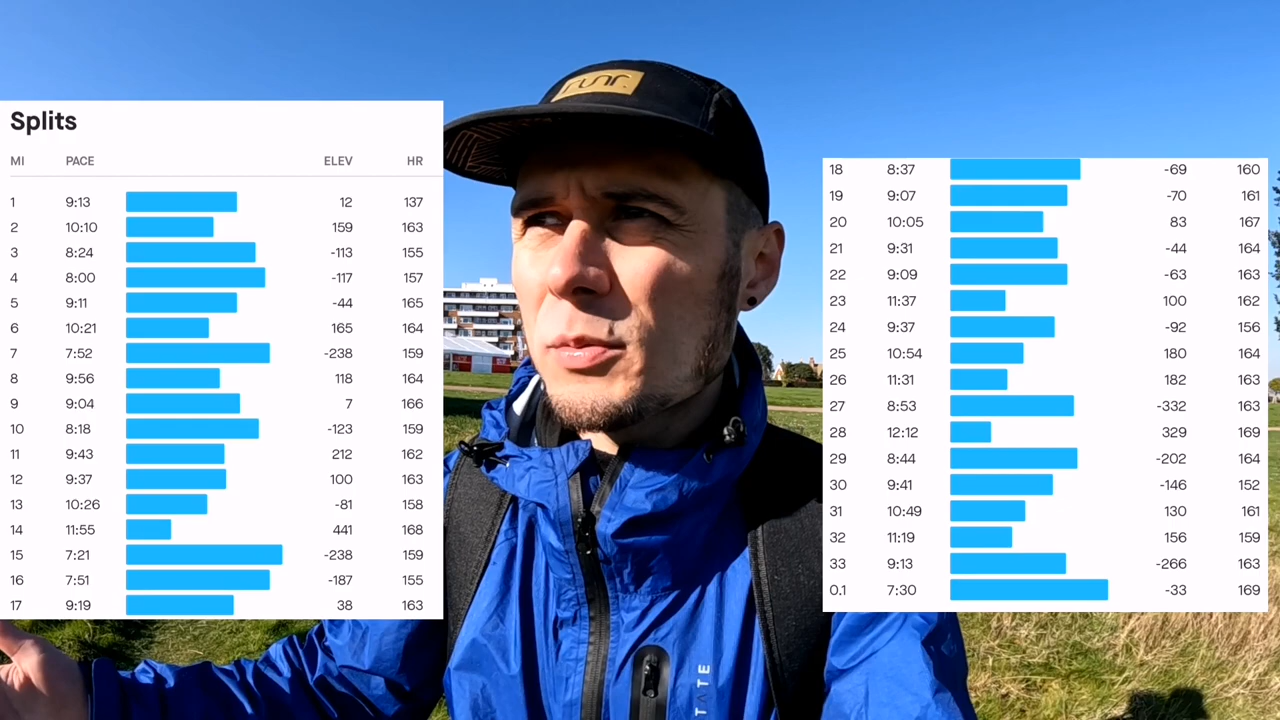 runr.
Splits
MI PACE ELEV HR
1 9:13 12 137
2 10:10 159 163
3 8:24 -113 155
4 8:00 -117 157
5 9:11 -44 165
6 10:21 165 164
7 7:52 -238 159
8 9:56 118 164
9 9:04 7 166
10 8:18 -123 159
11 9:43 212 162
12 9:37 100 163
13 10:26 -81 158
14 11:55 441 168
15 7:21 -238 159
16 7:51 -187 155
17 9:19 38 163
18 8:37 -69 160
19 9:07 -70 161
20 10:05 83 167
21 9:31 -44 164
22 9:09 -63 163
23 11:37 100 162
24 9:37 -92 156
25 10:54 180 164
26 11:31 182 163
27 8:53 -332 163
28 12:12 329 169
29 8:44 -202 164
30 9:41 -146 152
31 10:49 130 161
32 11:19 156 159
33 9:13 -266 163
0.1 7:30 -33 169